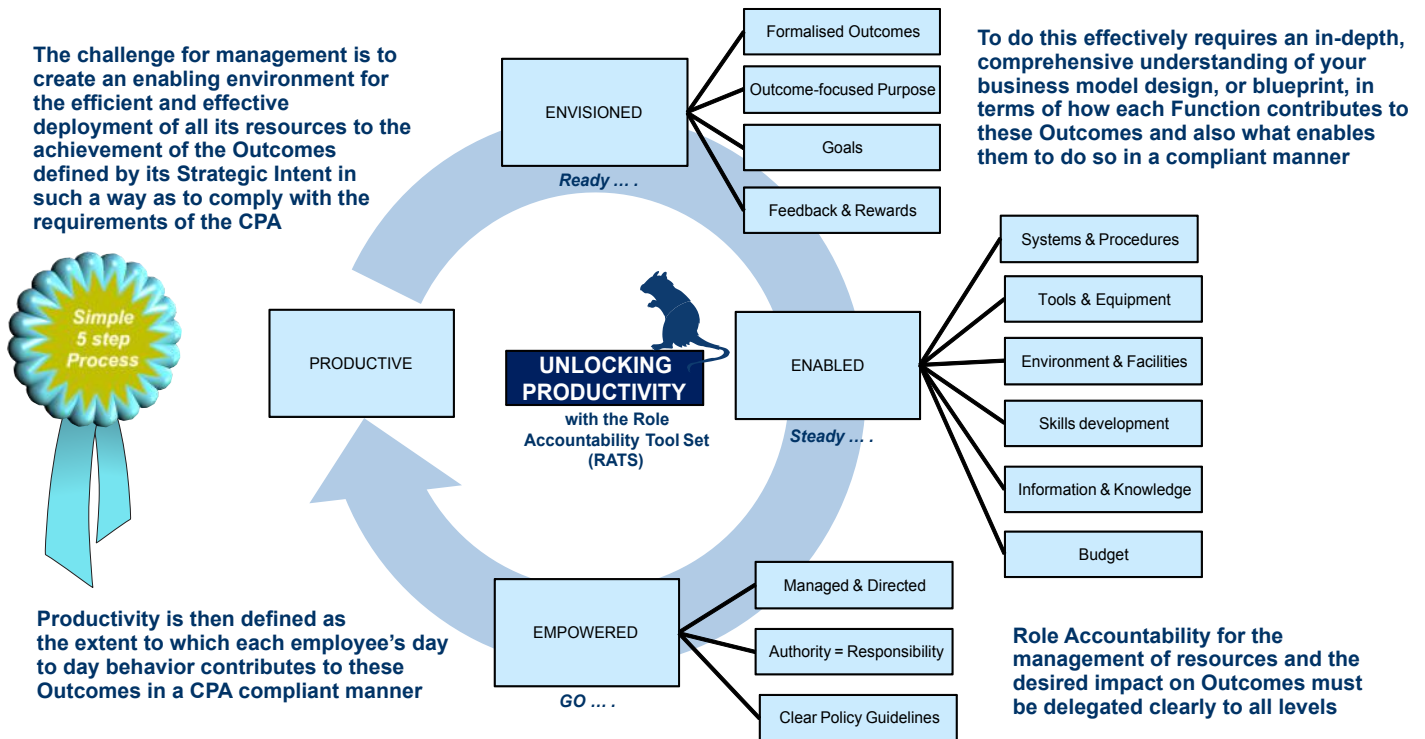 The challenge for management is to
create an enabling environment for
the efficient and effective
deployment of all its resources to the
achievement of the Outcomes
defined by its Strategic Intent in
such a way as to comply with the
requirements of the CPA
ENVISIONED
Ready ... .
Formalised Outcomes
Outcome-focused Purpose
Goals
Feedback & Rewards
To do this effectively requires an in-depth,
comprehensive understanding of your
business model design, or blueprint, in
terms of how each Function contributes to
these Outcomes and also what enables
them to do so in a compliant manner
Simple
5 step
Process
PRODUCTIVE
UNLOCKING
PRODUCTIVITY
with the Role
Accountability Tool Set
(RATS)
ENABLED
Steady ... .
Systems & Procedures
Tools & Equipment
Environment & Facilities
Skills development
Information & Knowledge
Budget
Productivity is then defined as
the extent to which each employee's day
to day behavior contributes to these
Outcomes in a CPA compliant manner
EMPOWERED
GO ... .
Managed & Directed
Authority = Responsibility
Clear Policy Guidelines
Role Accountability for the
management of resources and the
desired impact on Outcomes must
be delegated clearly to all levels